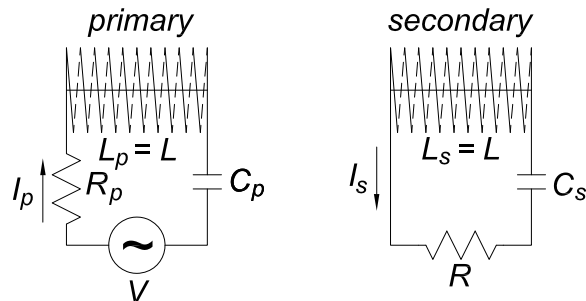 primary
L_p = L
I_p
R_p
C_p
~
V
secondary
L_s = L
I_s
C_s
R